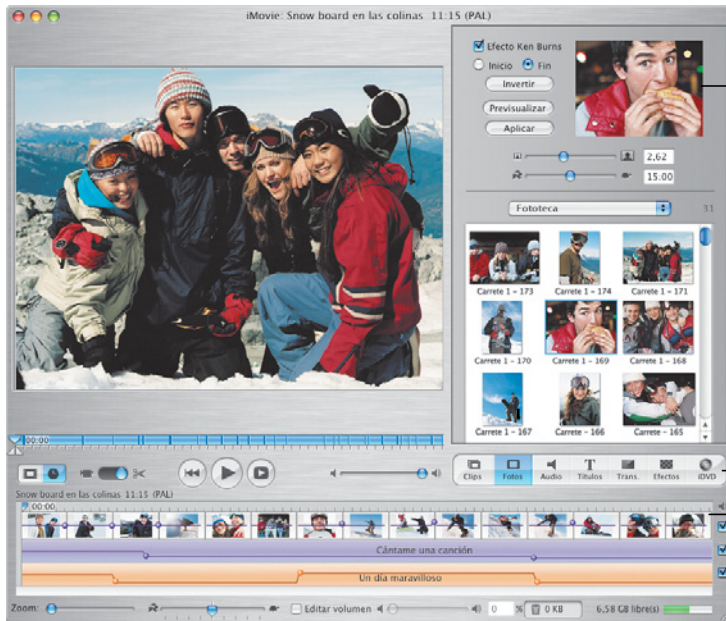 iMovie: Snow board en las colinas 11:15 (PAL)
Efecto Ken Burns
Inicio Fin
Invertir
Previsualizar
Aplicar
2,62
15:00
Fototeca 31
Carrete 1 - 173 Carrete 1 - 174 Carrete 1 - 171
Carrete 1 - 170 Carrete 1 - 169 Carrete 1 - 168
Carrete 1 - 167 Carrete 1 - 166 Carrete 1 - 165
00:00
Clips Fotos Audio Títulos Trans. Efectos iDVD
Snow board en las colinas 11:15 (PAL)
00:00
Cántame una canción
Un día maravilloso
Zoom: Editar volumen 0 % 0 KB 6.58 GB libre(s)